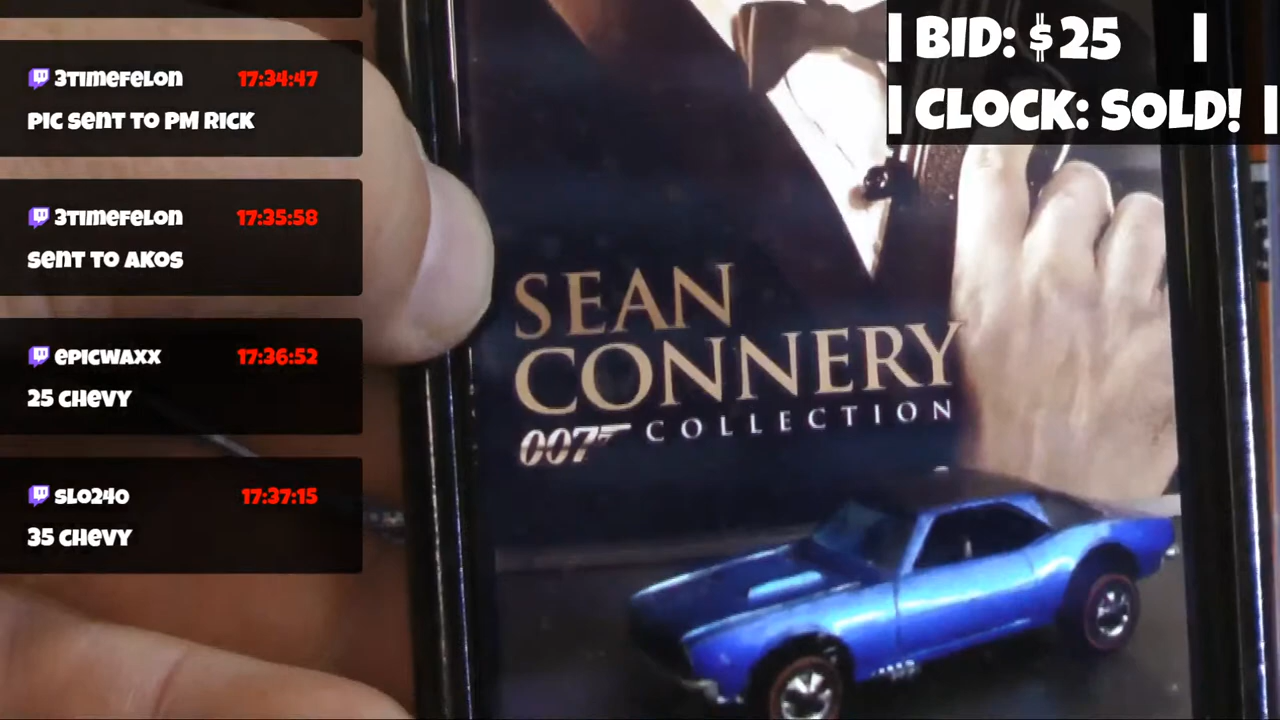 3TIMEFELON 17:34:47
PIC SENT TO PM RICK
3TIMEFELON 17:35:58
SENT TO AKOS
EPICWAXX 17:36:52
25 CHEVY
SLO240 17:37:15
35 CHEVY
| BID: $25 |
| CLOCK: SOLD! |
SEAN
CONNERY
007 COLLECTION